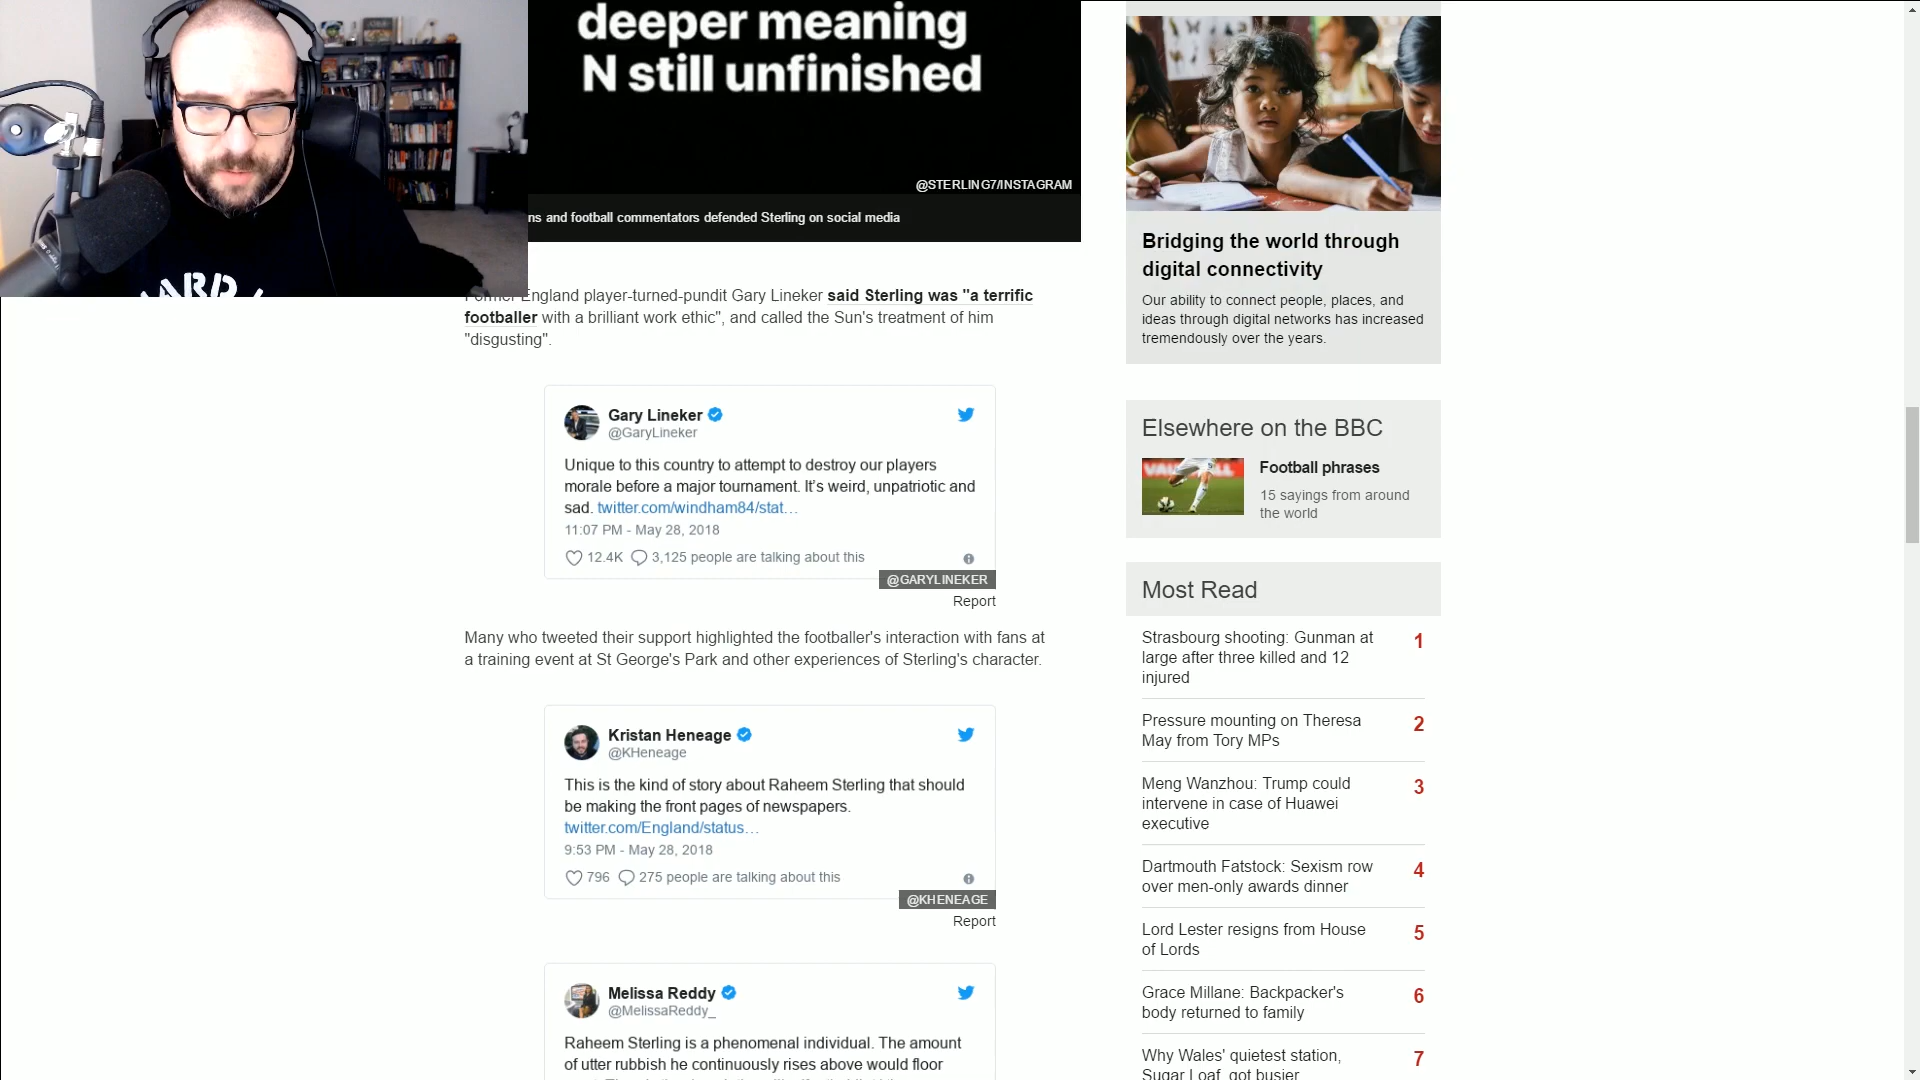 deeper meaning
N still unfinished
@STERLING7/INSTAGRAM
ns and football commentators defended Sterling on social media
Former England player-turned-pundit Gary Lineker said Sterling was "a terrific
footballer with a brilliant work ethic", and called the Sun's treatment of him
"disgusting".
Gary Lineker
@GaryLineker
Unique to this country to attempt to destroy our players
morale before a major tournament. It's weird, unpatriotic and
sad. twitter.com/windham84/stat…
11:07 PM - May 28, 2018
12.4K 3,125 people are talking about this
@GARYLINEKER
Report
Many who tweeted their support highlighted the footballer's interaction with fans at
a training event at St George's Park and other experiences of Sterling's character.
Kristan Heneage
@KHeneage
This is the kind of story about Raheem Sterling that should
be making the front pages of newspapers.
twitter.com/England/status…
9:53 PM - May 28, 2018
796 275 people are talking about this
@KHENEAGE
Report
Melissa Reddy
@MelissaReddy_
Raheem Sterling is a phenomenal individual. The amount
of utter rubbish he continuously rises above would floor
Bridging the world through
digital connectivity
Our ability to connect people, places, and
ideas through digital networks has increased
tremendously over the years.
Elsewhere on the BBC
Football phrases
15 sayings from around
the world
Most Read
Strasbourg shooting: Gunman at
large after three killed and 12
injured
1
Pressure mounting on Theresa
May from Tory MPs
2
Meng Wanzhou: Trump could
intervene in case of Huawei
executive
3
Dartmouth Fatstock: Sexism row
over men-only awards dinner
4
Lord Lester resigns from House
of Lords
5
Grace Millane: Backpacker's
body returned to family
6
Why Wales' quietest station,
Sugar Loaf, got busier
7